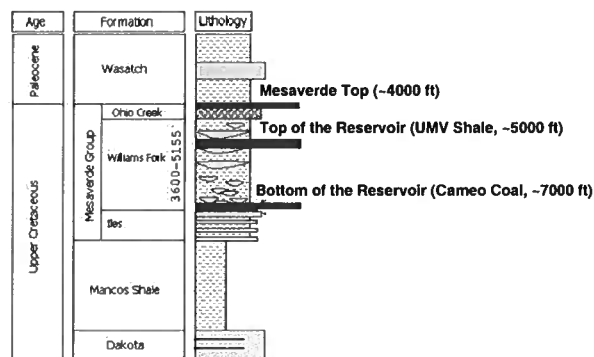 Age Formation Lithology
Paleocene
Wasatch
Mesaverde Top (~4000 ft)
Ohio Creek
Top of the Reservoir (UMV Shale, ~5000 ft)
Upper Cretaceous
Mesaverde Group
Williams Fork
3600-5155'
Bottom of the Reservoir (Cameo Coal, ~7000 ft)
Iles
Mancos Shale
Dakota